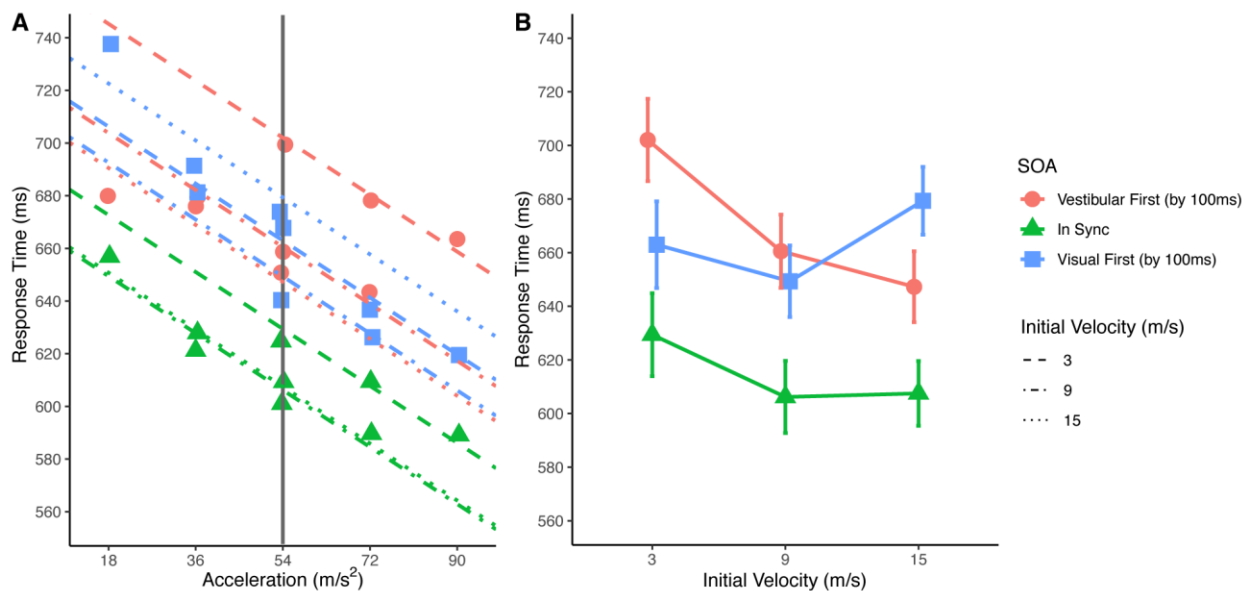 A
Response Time (ms)
740
720
700
680
660
640
620
600
580
560
18
36
54
72
90
Acceleration (m/s²)
B
Response Time (ms)
740
720
700
680
660
640
620
600
580
560
3
9
15
Initial Velocity (m/s)
SOA
Vestibular First (by 100ms)
In Sync
Visual First (by 100ms)
Initial Velocity (m/s)
3
9
15